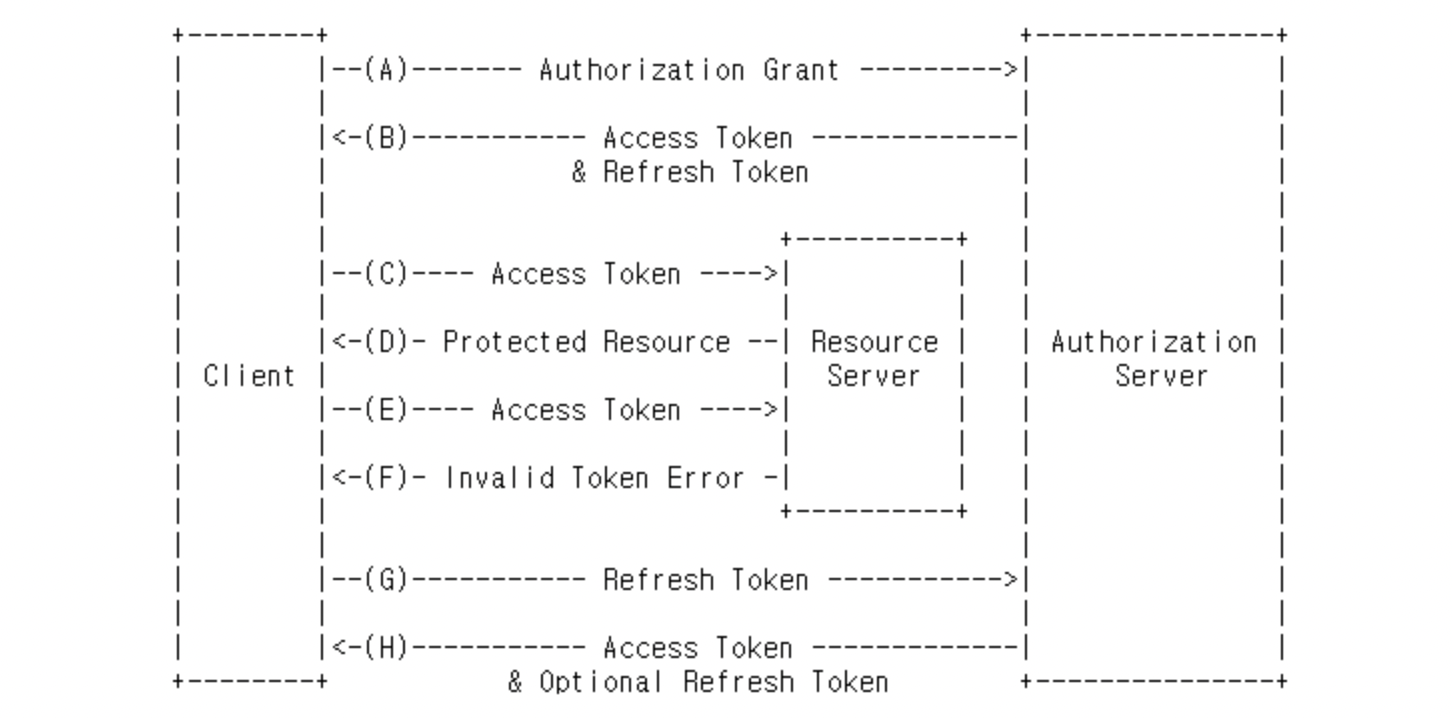 +--------+                                           +---------------+
|        |--(A)------- Authorization Grant --------->|               |
|        |                                           |               |
|        |<-(B)----------- Access Token -------------|               |
|        |               & Refresh Token             |               |
|        |                                           |               |
|        |                            +----------+   |               |
|        |--(C)---- Access Token ---->|          |   |               |
|        |                            |          |   |               |
|        |<-(D)- Protected Resource --| Resource |   | Authorization |
| Client |                            |  Server  |   |     Server    |
|        |--(E)---- Access Token ---->|          |   |               |
|        |                            |          |   |               |
|        |<-(F)- Invalid Token Error -|          |   |               |
|        |                            +----------+   |               |
|        |                                           |               |
|        |--(G)----------- Refresh Token ----------->|               |
|        |                                           |               |
|        |<-(H)----------- Access Token -------------|               |
+--------+           & Optional Refresh Token        +---------------+